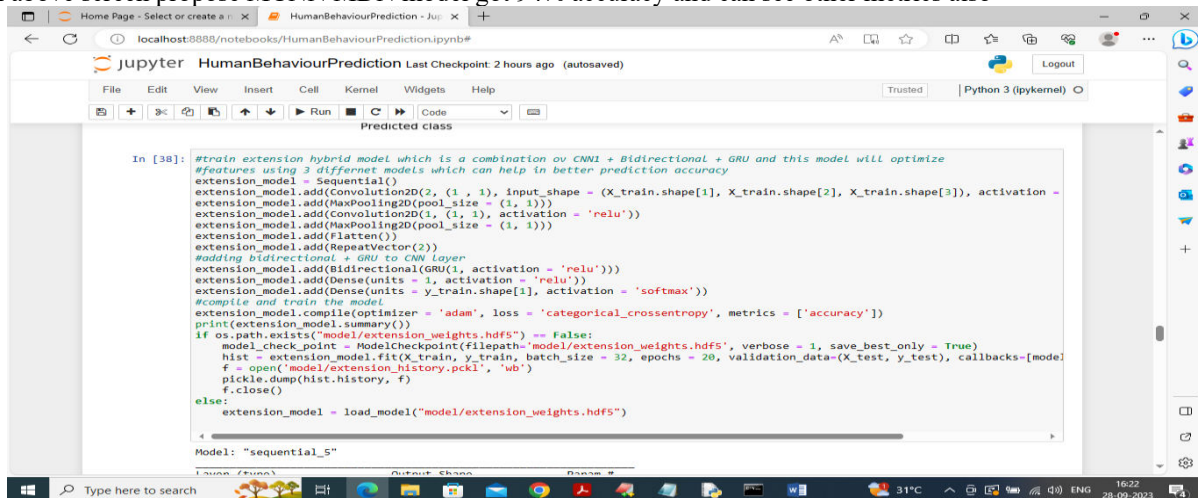 Home Page - Select or create a n
HumanBehaviourPrediction - Jup
localhost:8888/notebooks/HumanBehaviourPrediction.ipynb#
jupyter HumanBehaviourPrediction Last Checkpoint: 2 hours ago (autosaved)
Logout
File Edit View Insert Cell Kernel Widgets Help
Trusted
Python 3 (ipykernel)
Run
Code
Predicted class
In [38]: #train extension hybrid model which is a combination ov CNN1 + Bidirectional + GRU and this model will optimize
#features using 3 differnet models which can help in better prediction accuracy
extension_model = Sequential()
extension_model.add(Convolution2D(2, (1 , 1), input_shape = (X_train.shape[1], X_train.shape[2], X_train.shape[3]), activation =
extension_model.add(MaxPooling2D(pool_size = (1, 1)))
extension_model.add(Convolution2D(1, (1, 1), activation = 'relu'))
extension_model.add(MaxPooling2D(pool_size = (1, 1)))
extension_model.add(Flatten())
extension_model.add(RepeatVector(2))
#adding bidirectional + GRU to CNN layer
extension_model.add(Bidirectional(GRU(1, activation = 'relu')))
extension_model.add(Dense(units = 1, activation = 'relu'))
extension_model.add(Dense(units = y_train.shape[1], activation = 'softmax'))
#compile and train the model
extension_model.compile(optimizer = 'adam', loss = 'categorical_crossentropy', metrics = ['accuracy'])
print(extension_model.summary())
if os.path.exists("model/extension_weights.hdf5") == False:
model_check_point = ModelCheckpoint(filepath='model/extension_weights.hdf5', verbose = 1, save_best_only = True)
hist = extension_model.fit(X_train, y_train, batch_size = 32, epochs = 20, validation_data=(X_test, y_test), callbacks=[model
f = open('model/extension_history.pckl', 'wb')
pickle.dump(hist.history, f)
f.close()
else:
extension_model = load_model("model/extension_weights.hdf5")
Model: "sequential_5"
Layer (type) Output Shape Param #
Type here to search
31°C
ENG
16:22
28-09-2023